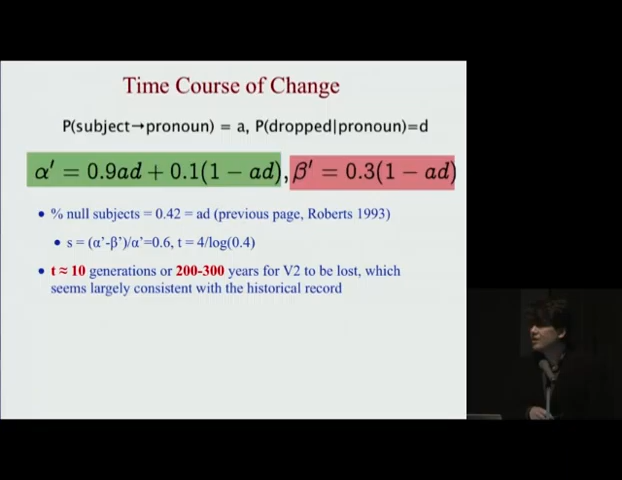 Time Course of Change
P(subject→pronoun) = a, P(dropped|pronoun)=d
α′ = 0.9ad + 0.1(1 − ad), β′ = 0.3(1 − ad)
• % null subjects = 0.42 = ad (previous page, Roberts 1993)
• s = (α'-β')/α'=0.6, t = 4/log(0.4)
• t ≈ 10 generations or 200-300 years for V2 to be lost, which
seems largely consistent with the historical record